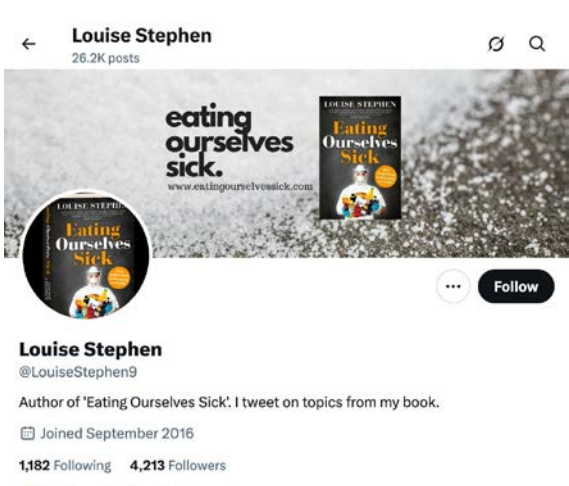 Louise Stephen
26.2K posts
eating
ourselves
sick.
www.eatingourselvessick.com
LOUISE STEPHEN
Eating
Ourselves
Sick
LOUISE STEPHE
Eating
Ourselves
Sick
Follow
Louise Stephen
@LouiseStephen9
Author of 'Eating Ourselves Sick'. I tweet on topics from my book.
Joined September 2016
1,182 Following 4,213 Followers